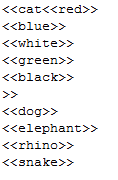 <<cat<<red>>
<<blue>>
<<white>>
<<green>>
<<black>>
>>
<<dog>>
<<elephant>>
<<rhino>>
<<snake>>